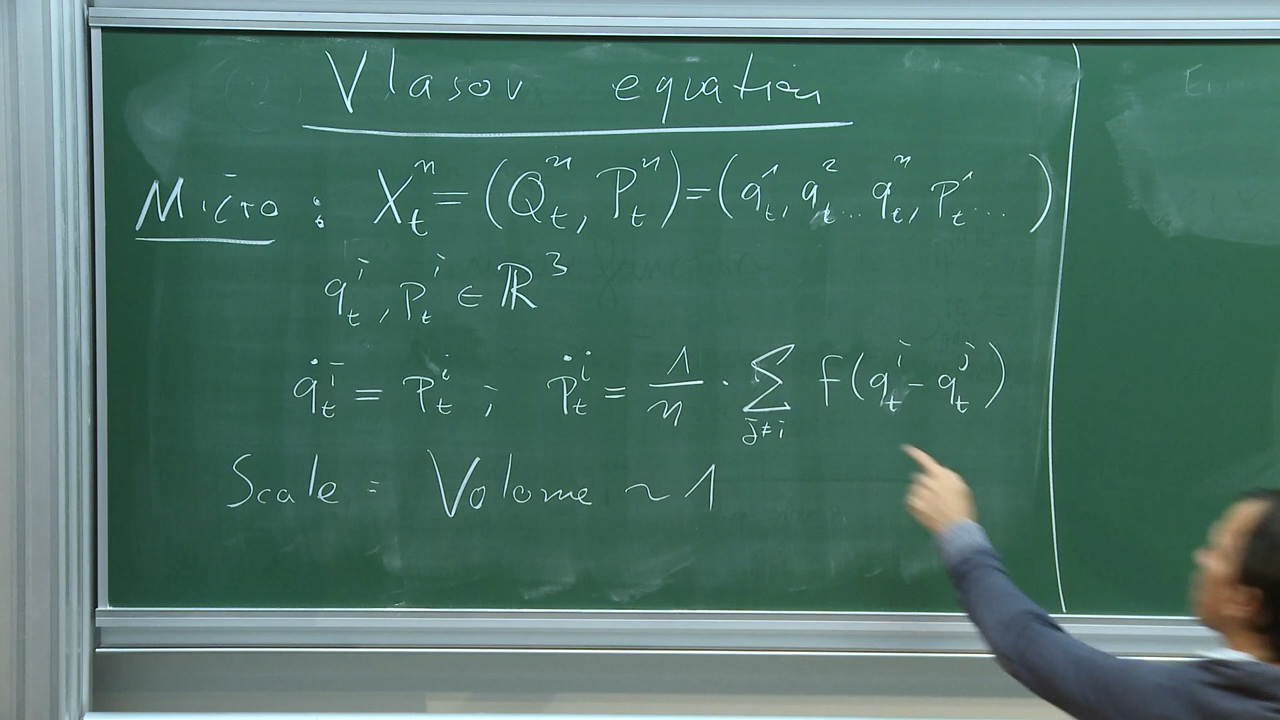 Vlasov equation
Micro : X_t^n = (Q_t^n, P_t^n) = (q_t^1, q_t^2 ... q_t^n, p_t^1 ... )
q_t^i, p_t^i ∈ ℝ^3
q̇_t^i = p_t^i ; ṗ_t^i = 1/n · ∑_{j≠i} f(q_t^i - q_t^j)
Scale : Volume ~ 1